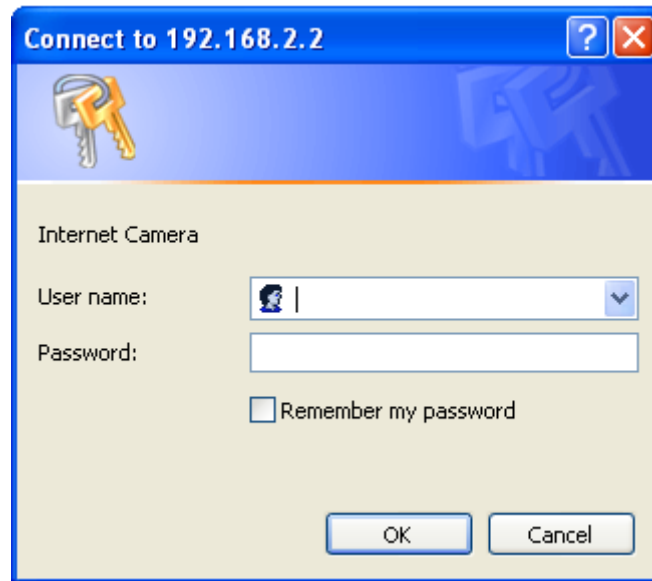 Connect to 192.168.2.2
Internet Camera
User name:
Password:
Remember my password
OK Cancel